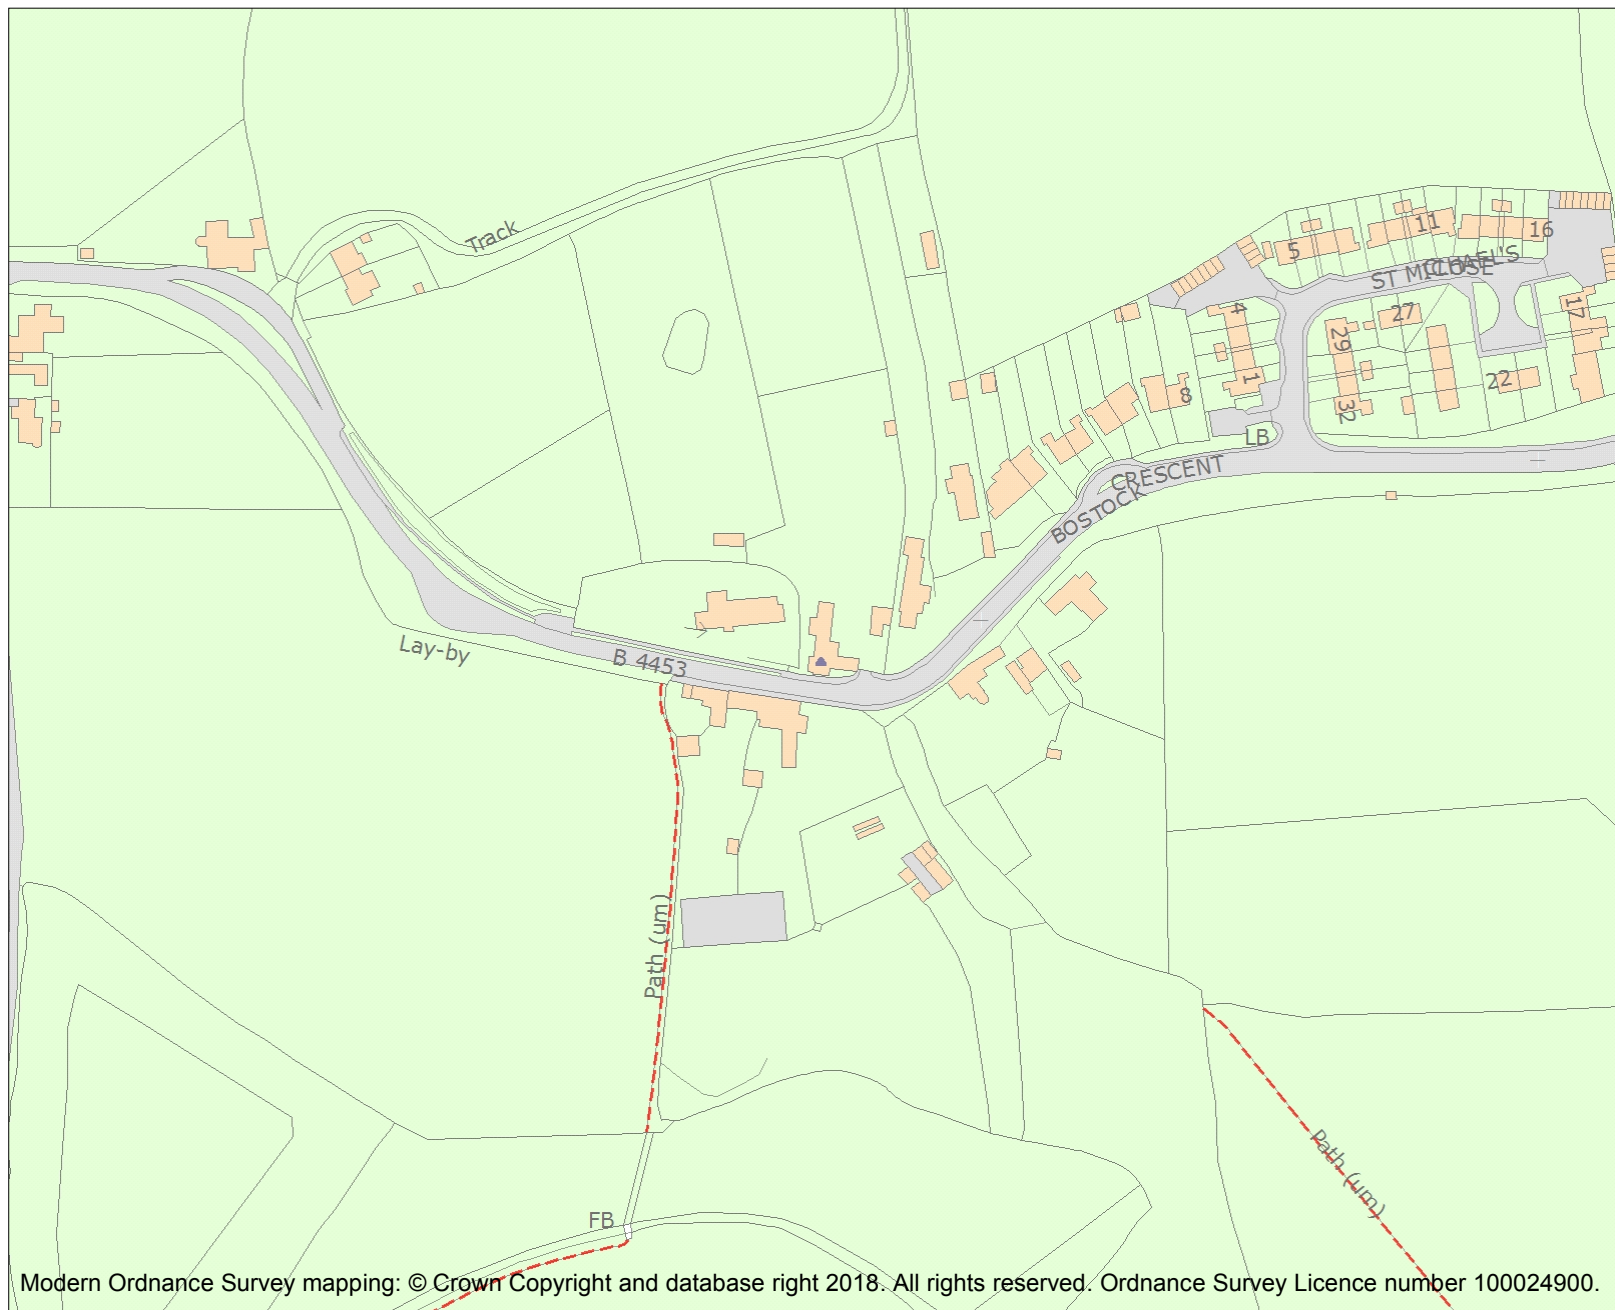 Track
11
16
5
ST MICHAEL'S
CLOSE
4
27
17
29
1
22
8
32
LB
CRESCENT
BOSTOCK
Lay-by
B 4453
Path (um)
Path (um)
FB
Modern Ordnance Survey mapping: © Crown Copyright and database right 2018. All rights reserved. Ordnance Survey Licence number 100024900.